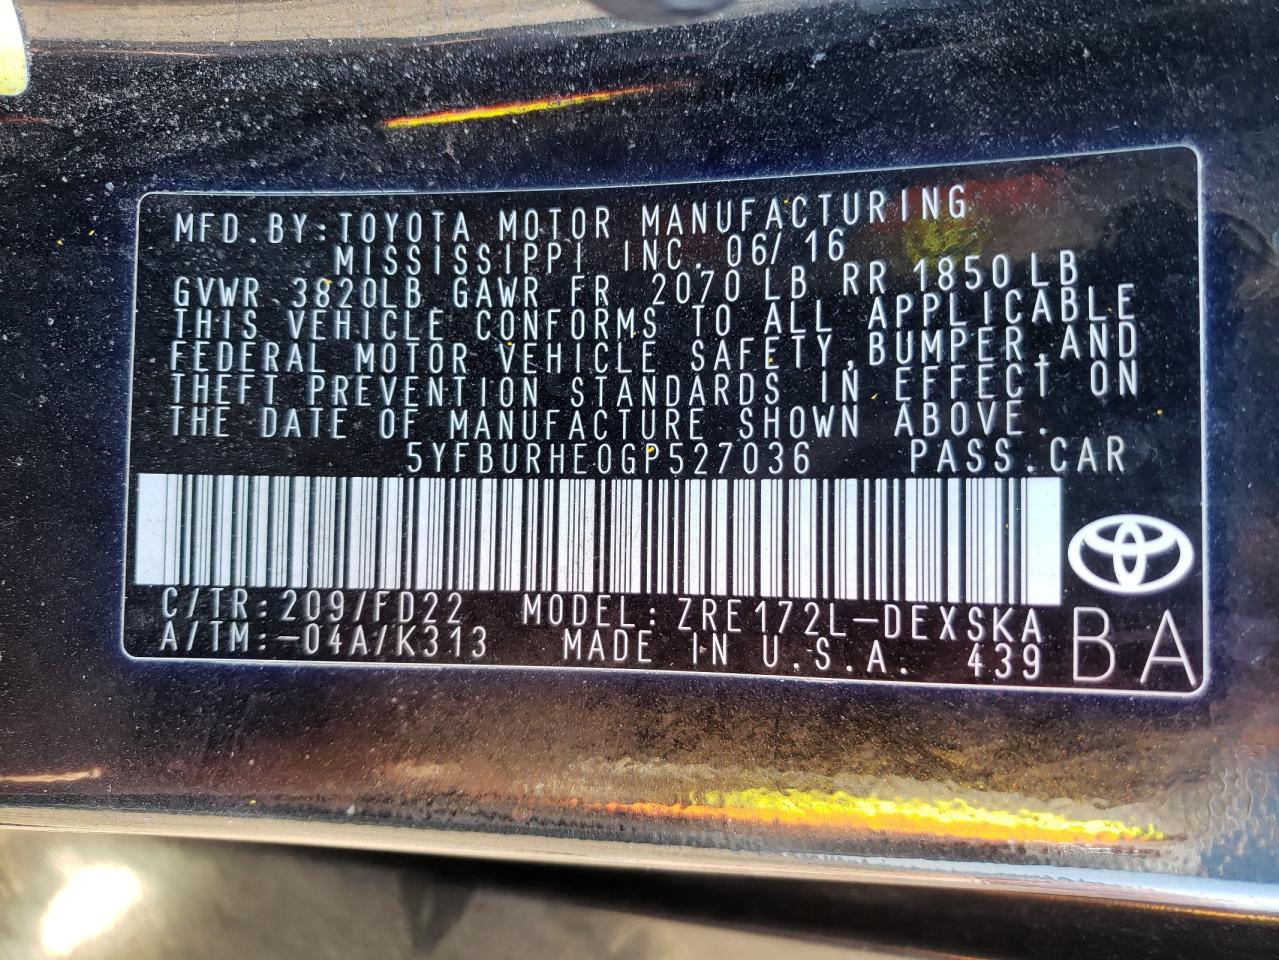 MFD.BY:TOYOTA MOTOR MANUFACTURING
MISSISSIPPI INC. 06/16
GVWR 3820LB GAWR FR 2070LB RR 1850LB
THIS VEHICLE CONFORMS TO ALL APPLICABLE
FEDERAL MOTOR VEHICLE SAFETY,BUMPER,AND
THEFT PREVENTION STANDARDS IN EFFECT ON
THE DATE OF MANUFACTURE SHOWN ABOVE.
5YFBURHE0GP527036 PASS.CAR
C/TR:209/FD22 MODEL:ZRE172L-DEXSKA
A/TM:-04A/K313 MADE IN U.S.A. 439
BA